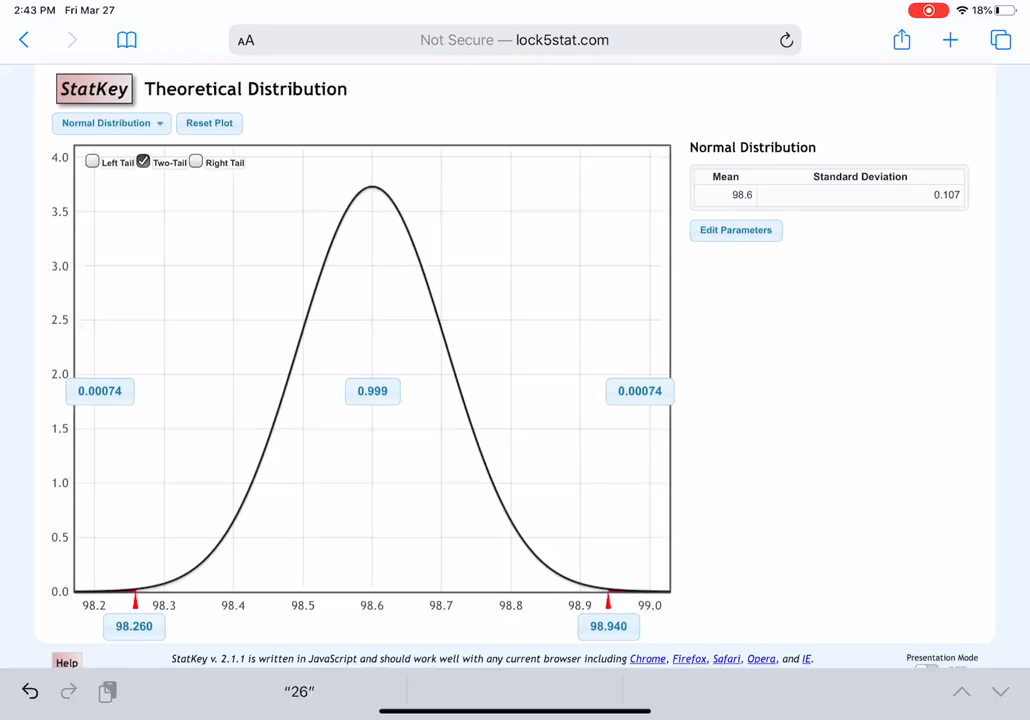 2:43 PM Fri Mar 27 18%
AA Not Secure — lock5stat.com
StatKey Theoretical Distribution
Normal Distribution Reset Plot
Left Tail Two-Tail Right Tail
4.0
3.5
3.0
2.5
2.0
1.5
1.0
0.5
0.0
0.00074 0.999 0.00074
98.2 98.3 98.4 98.5 98.6 98.7 98.8 98.9 99.0
98.260 98.940
Normal Distribution
Mean Standard Deviation
98.6 0.107
Edit Parameters
Help StatKey v. 2.1.1 is written in JavaScript and should work well with any current browser including Chrome, Firefox, Safari, Opera, and IE. Presentation Mode
“26”